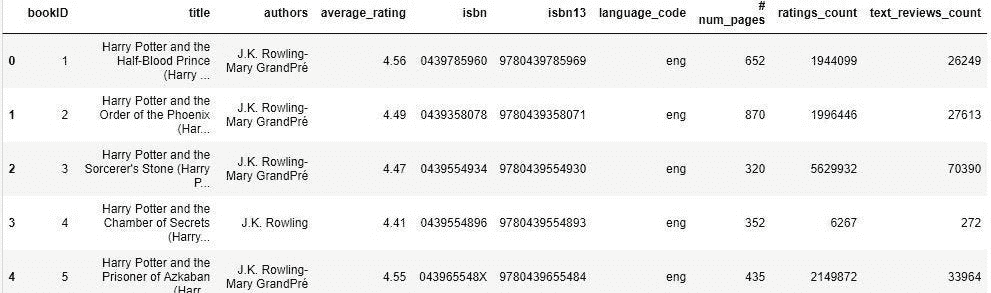 bookID title authors average_rating isbn isbn13 language_code # num_pages ratings_count text_reviews_count
0 1 Harry Potter and the Half-Blood Prince (Harry ... J.K. Rowling-Mary GrandPré 4.56 0439785960 9780439785969 eng 652 1944099 26249
1 2 Harry Potter and the Order of the Phoenix (Har... J.K. Rowling-Mary GrandPré 4.49 0439358078 9780439358071 eng 870 1996446 27613
2 3 Harry Potter and the Sorcerer's Stone (Harry P... J.K. Rowling-Mary GrandPré 4.47 0439554934 9780439554930 eng 320 5629932 70390
3 4 Harry Potter and the Chamber of Secrets (Harry... J.K. Rowling 4.41 0439554896 9780439554893 eng 352 6267 272
4 5 Harry Potter and the Prisoner of Azkaban (Harr... J.K. Rowling-Mary GrandPré 4.55 043965548X 9780439655484 eng 435 2149872 33964